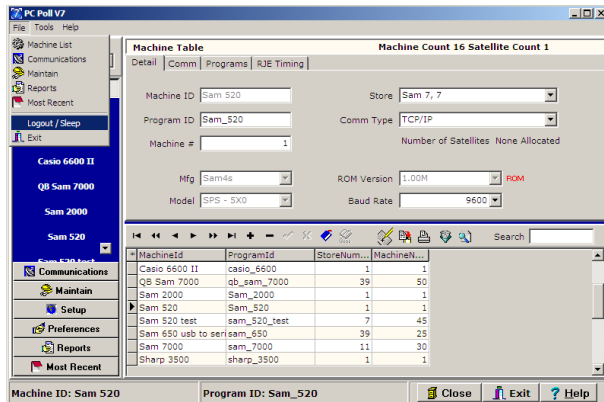 PC Poll V7
File Tools Help
Machine List
Communications
Maintain
Reports
Most Recent
Logout / Sleep
Exit
Casio 6600 II
QB Sam 7000
Sam 2000
Sam 520
Sam 520 test
Communications
Maintain
Setup
Preferences
Reports
Most Recent
Machine Table Machine Count 16 Satellite Count 1
Detail Comm Programs RJE Timing
Machine ID Sam 520 Store Sam 7, 7
Program ID Sam_520 Comm Type TCP/IP
Machine # 1 Number of Satellites None Allocated
Mfg Sam4s ROM Version 1.00M ROM
Model SPS - 5X0 Baud Rate 9600
Search
* MachineId ProgramId StoreNum... MachineN...
Casio 6600 II casio_6600 1 1
QB Sam 7000 qb_sam_7000 39 50
Sam 2000 Sam_2000 1 1
Sam 520 Sam_520 1 1
Sam 520 test sam_520_test 7 45
Sam 650 usb to seri sam_650 39 25
Sam 7000 sam_7000 11 30
Sharp 3500 sharp_3500 1 1
Machine ID: Sam 520 Program ID: Sam_520 Close Exit Help